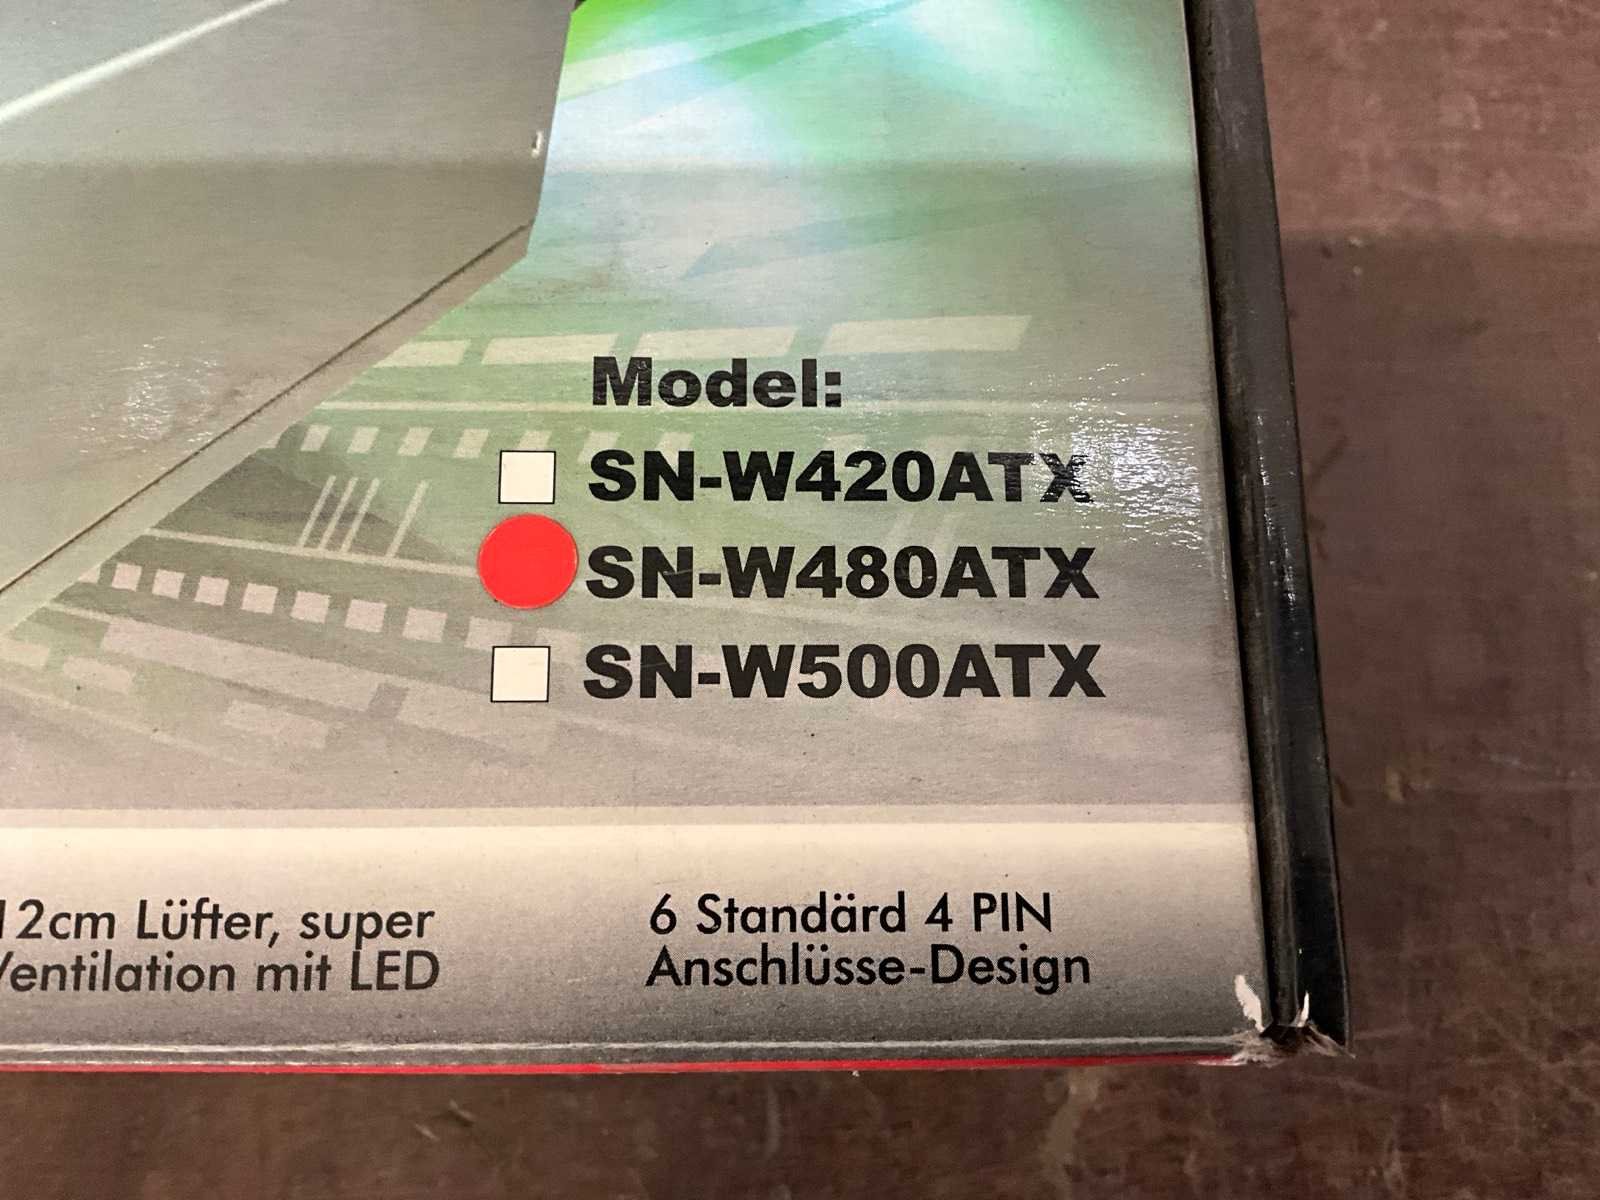 Model:
SN-W420ATX
SN-W480ATX
SN-W500ATX
12cm Lüfter, super
Ventilation mit LED
6 Standärd 4 PIN
Anschlüsse-Design